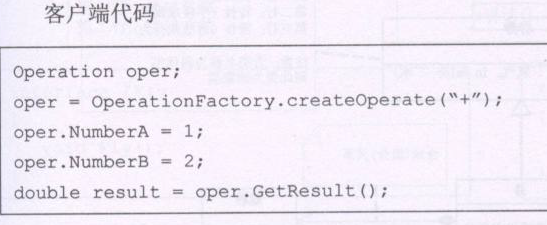 客户端代码
Operation oper;
oper = OperationFactory.createOperate("+");
oper.NumberA = 1;
oper.NumberB = 2;
double result = oper.GetResult();